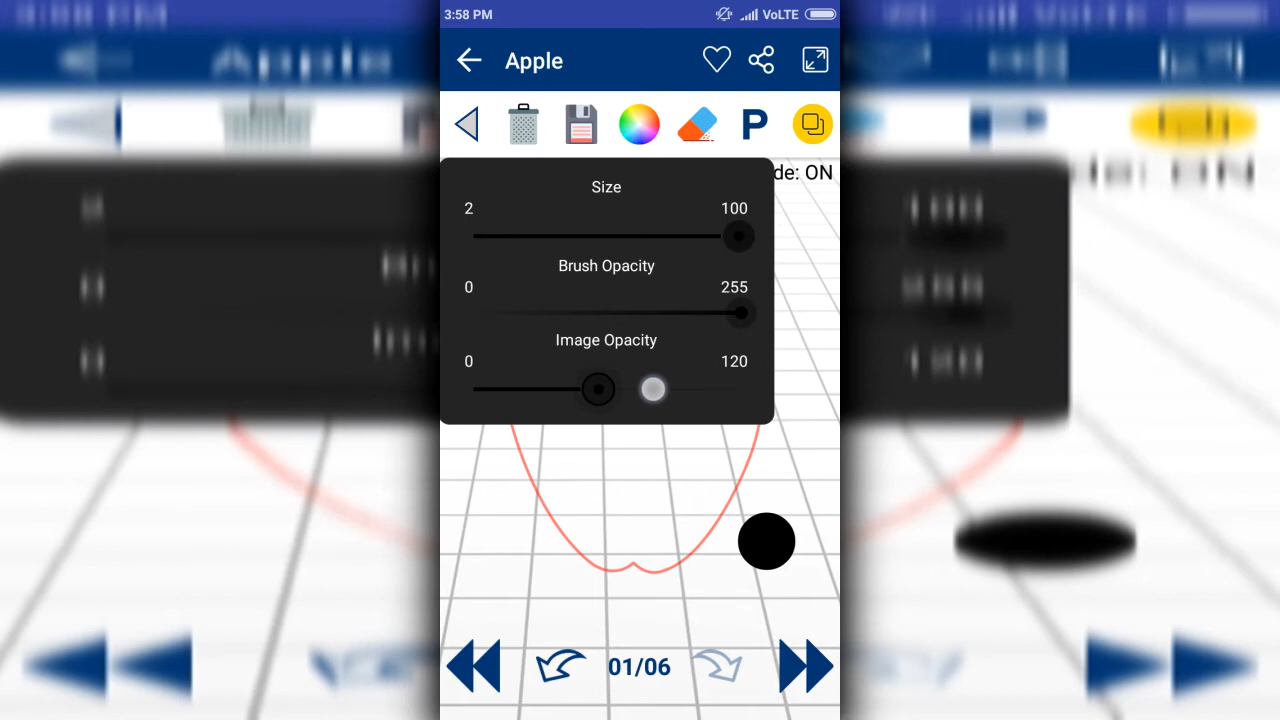 3:58 PM
VoLTE
Apple
P
de: ON
Size
2
100
Brush Opacity
0
255
Image Opacity
0
120
01/06